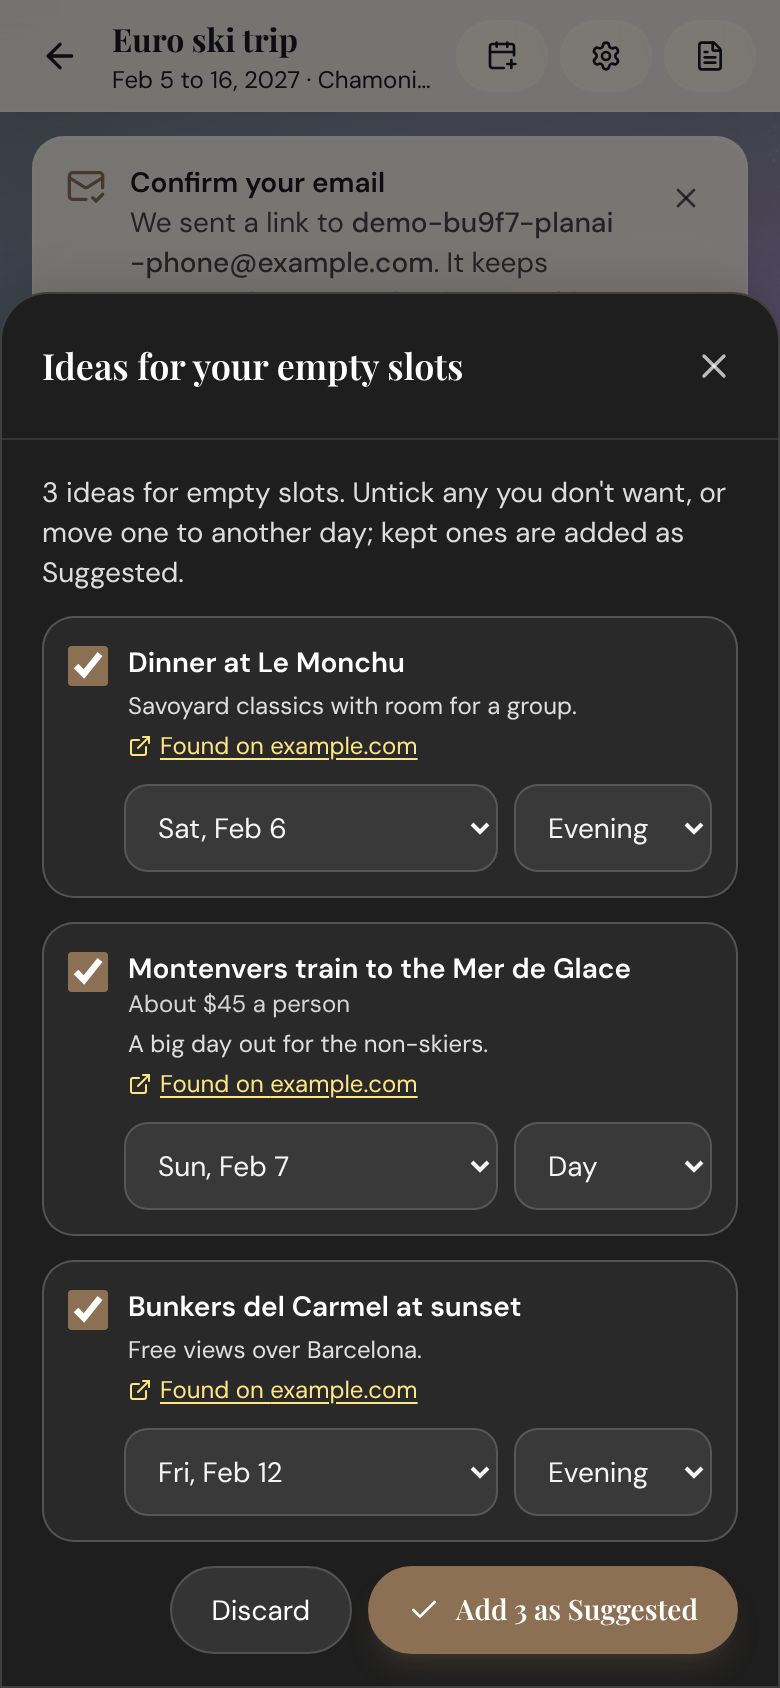 Euro ski trip
Feb 5 to 16, 2027 · Chamoni...
Confirm your email
We sent a link to demo-bu9f7-planai
-phone@example.com. It keeps
Ideas for your empty slots
3 ideas for empty slots. Untick any you don't want, or
move one to another day; kept ones are added as
Suggested.
Dinner at Le Monchu
Savoyard classics with room for a group.
Found on example.com
Sat, Feb 6
Evening
Montenvers train to the Mer de Glace
About $45 a person
A big day out for the non-skiers.
Found on example.com
Sun, Feb 7
Day
Bunkers del Carmel at sunset
Free views over Barcelona.
Found on example.com
Fri, Feb 12
Evening
Discard
Add 3 as Suggested